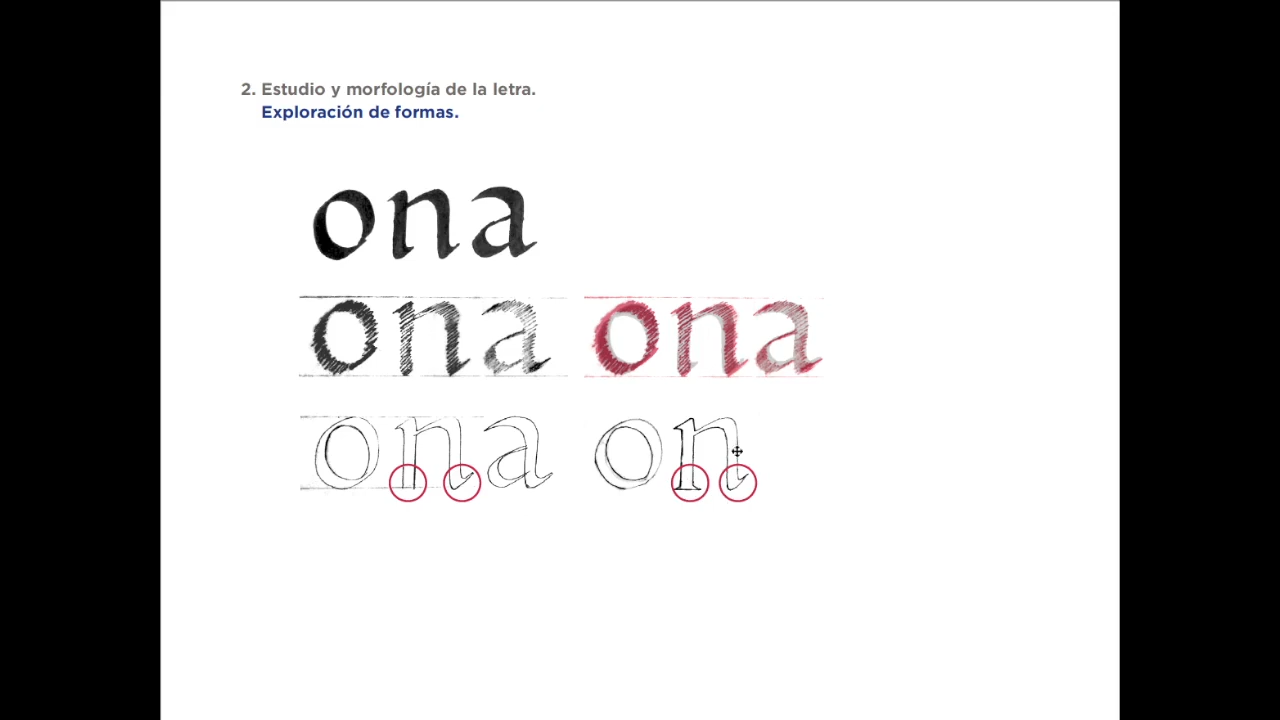 2. Estudio y morfología de la letra.
Exploración de formas.
ona
ona ona
ona on